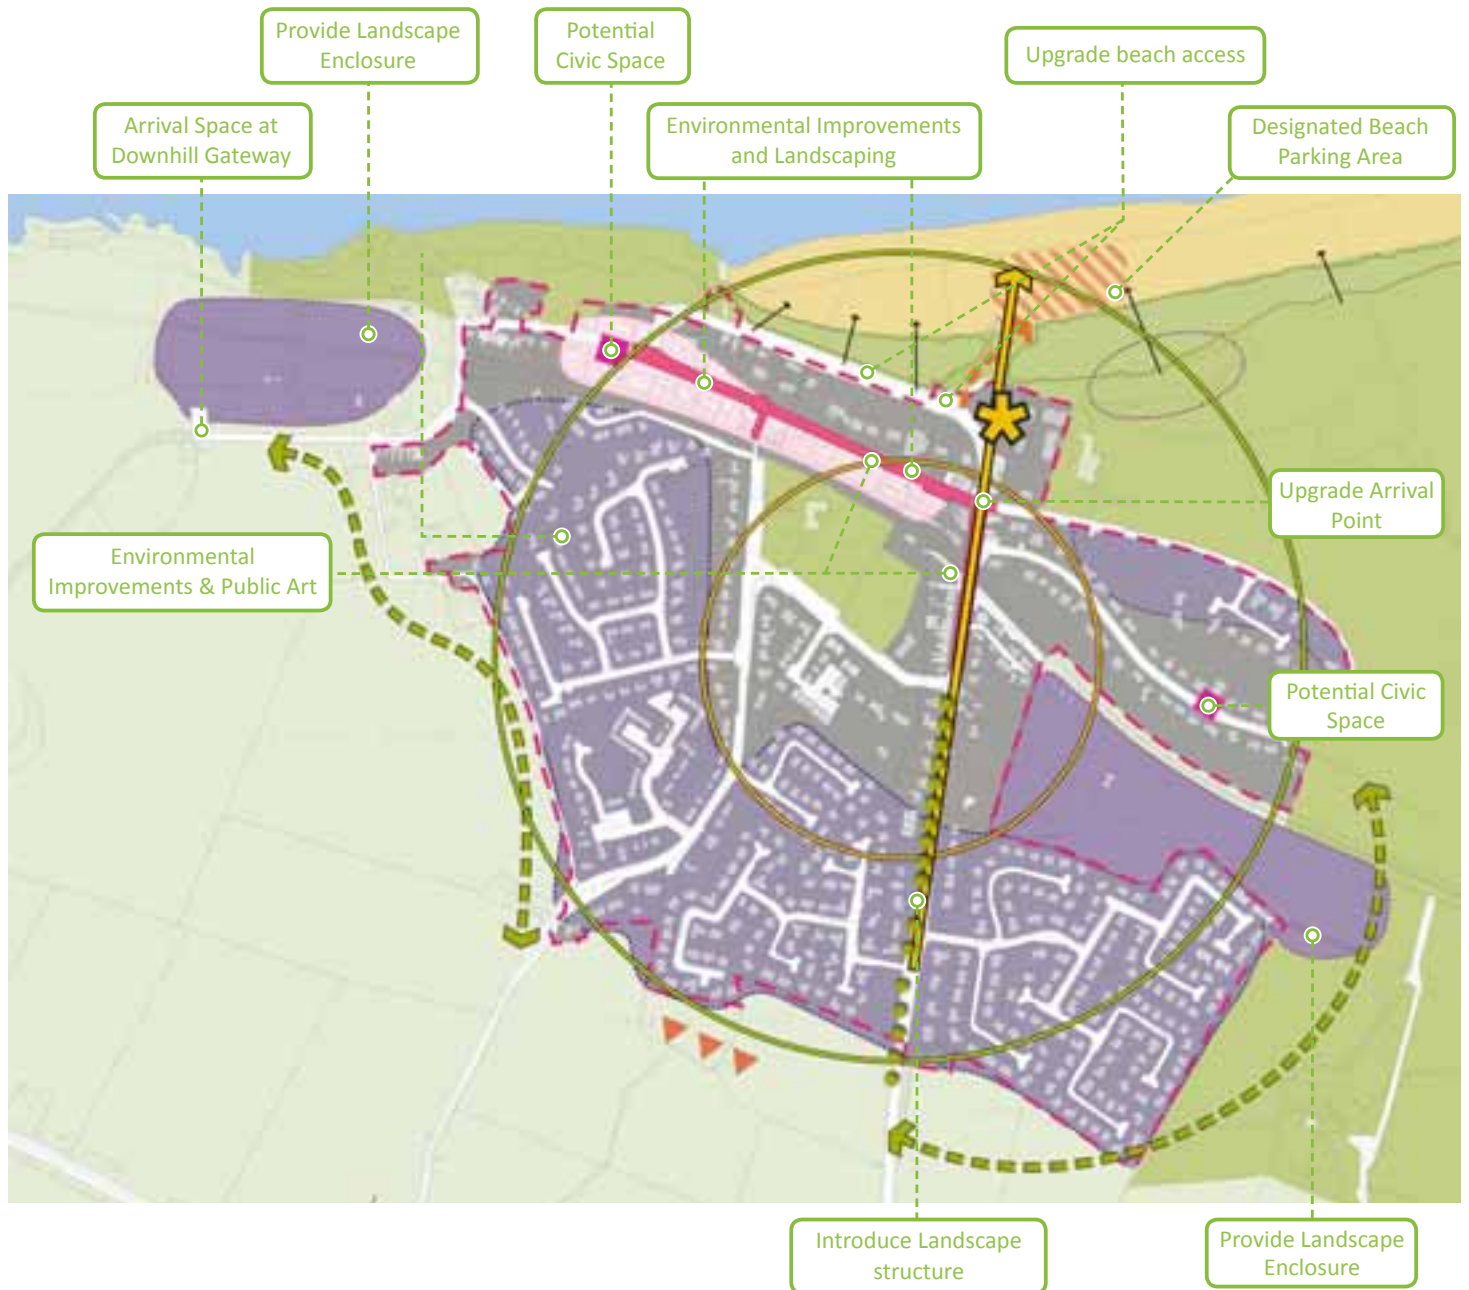 Provide Landscape
Enclosure
Potential
Civic Space
Upgrade beach access
Arrival Space at
Downhill Gateway
Environmental Improvements
and Landscaping
Designated Beach
Parking Area
Upgrade Arrival
Point
Environmental
Improvements & Public Art
Potential Civic
Space
Introduce Landscape
structure
Provide Landscape
Enclosure